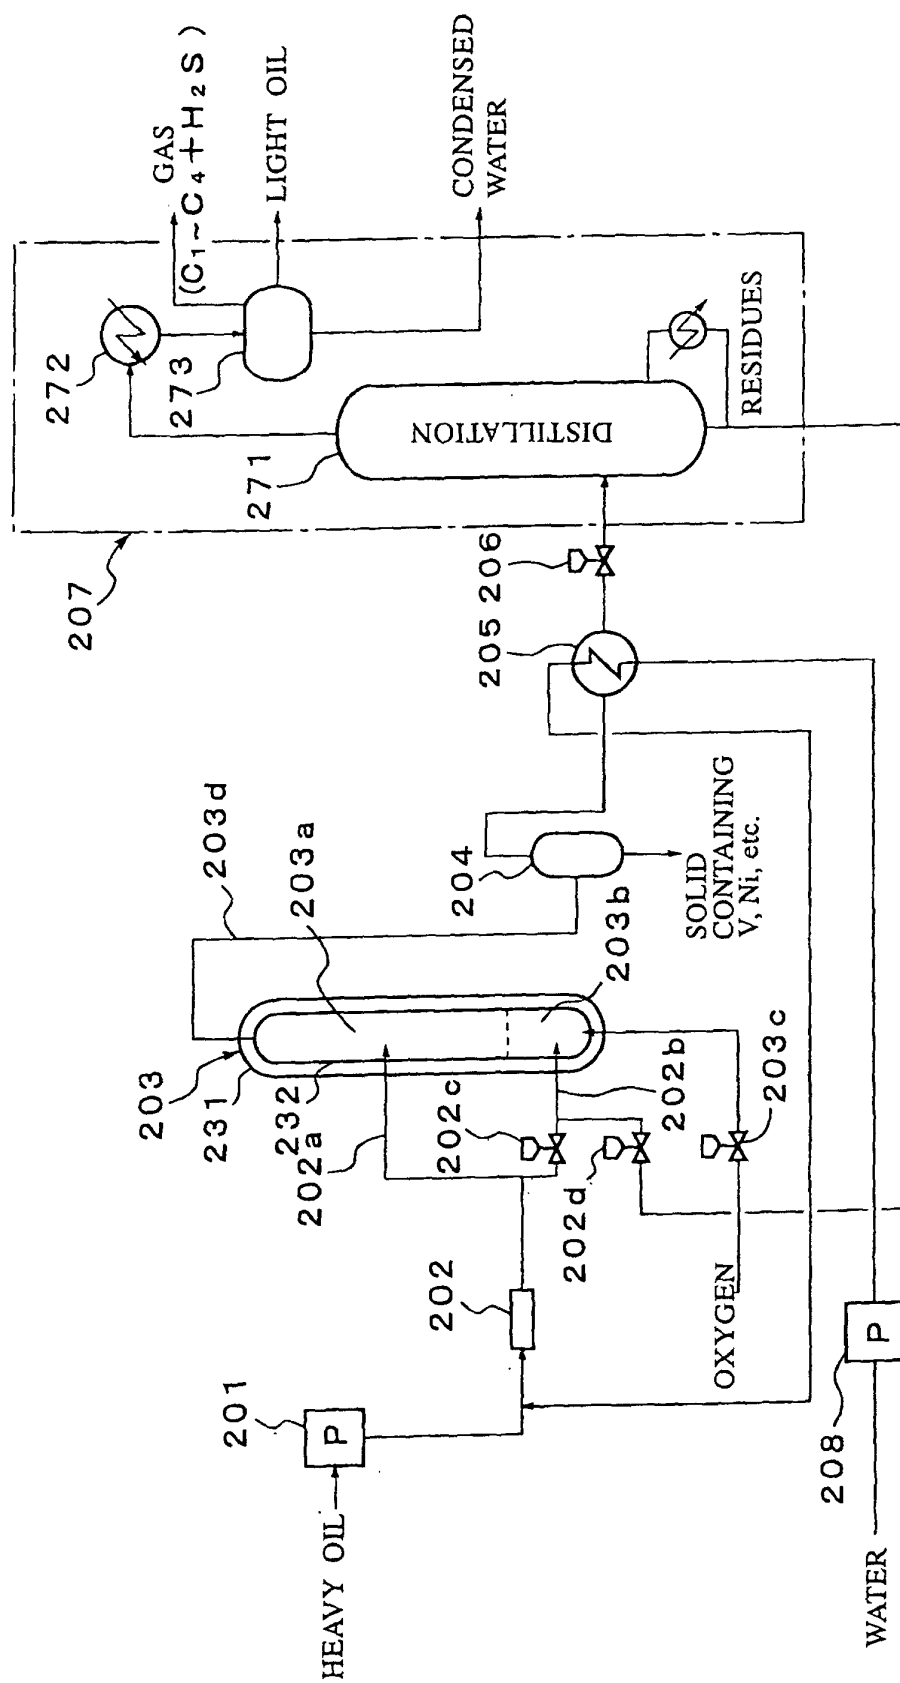 HEAVY OIL
P
201
202
202a
202c
202b
202d
203
231
232
203a
203b
203c
203d
OXYGEN
204
SOLID
CONTAINING
V, Ni, etc.
205
206
207
271
DISTILLATION
272
273
GAS
(C₁~C₄+H₂S)
LIGHT OIL
CONDENSED
WATER
RESIDUES
WATER
P
208